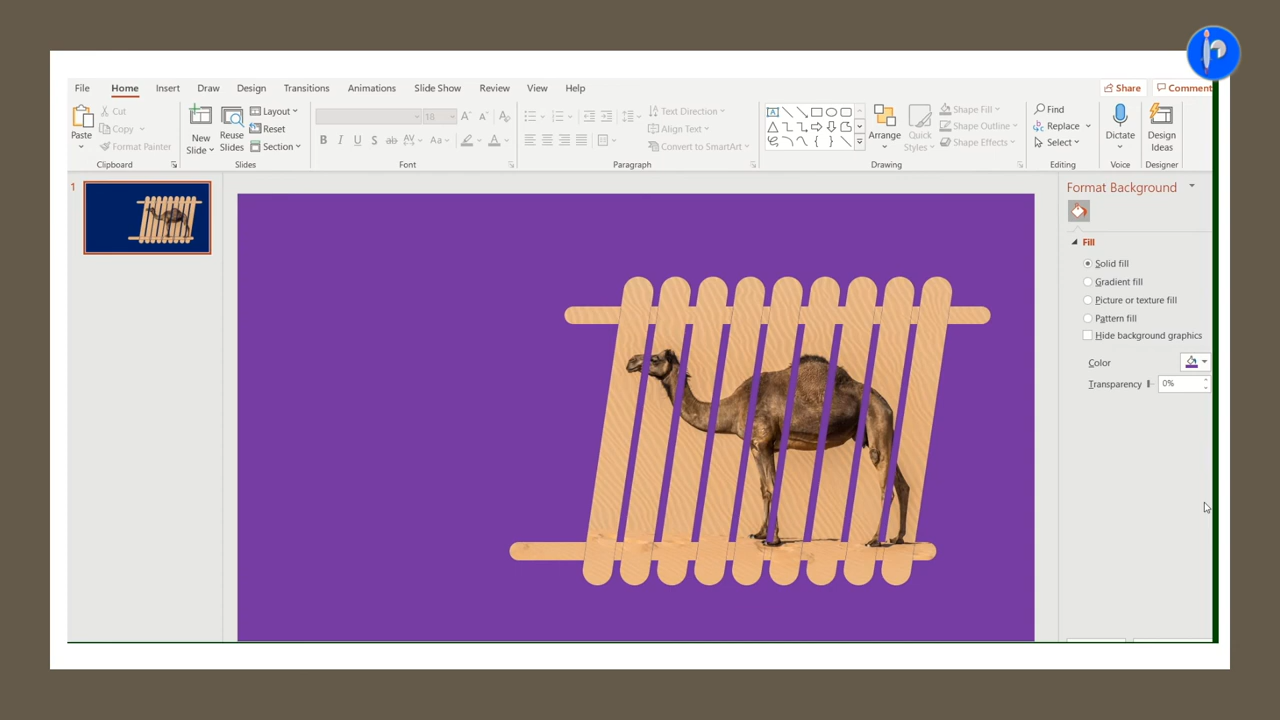 File Home Insert Draw Design Transitions Animations Slide Show Review View Help Share Comment
Paste Cut Copy Format Painter
Clipboard
New Slide Reuse Slides Layout Reset Section
Slides
18 A A
B I U S ab AV Aa A
Font
Text Direction
Align Text
Convert to SmartArt
Paragraph
A
Arrange
Quick Styles
Shape Fill
Shape Outline
Shape Effects
Drawing
Find
Replace
Select
Editing
Dictate
Voice
Design Ideas
Designer
1
Format Background
Fill
Solid fill
Gradient fill
Picture or texture fill
Pattern fill
Hide background graphics
Color
Transparency 0%